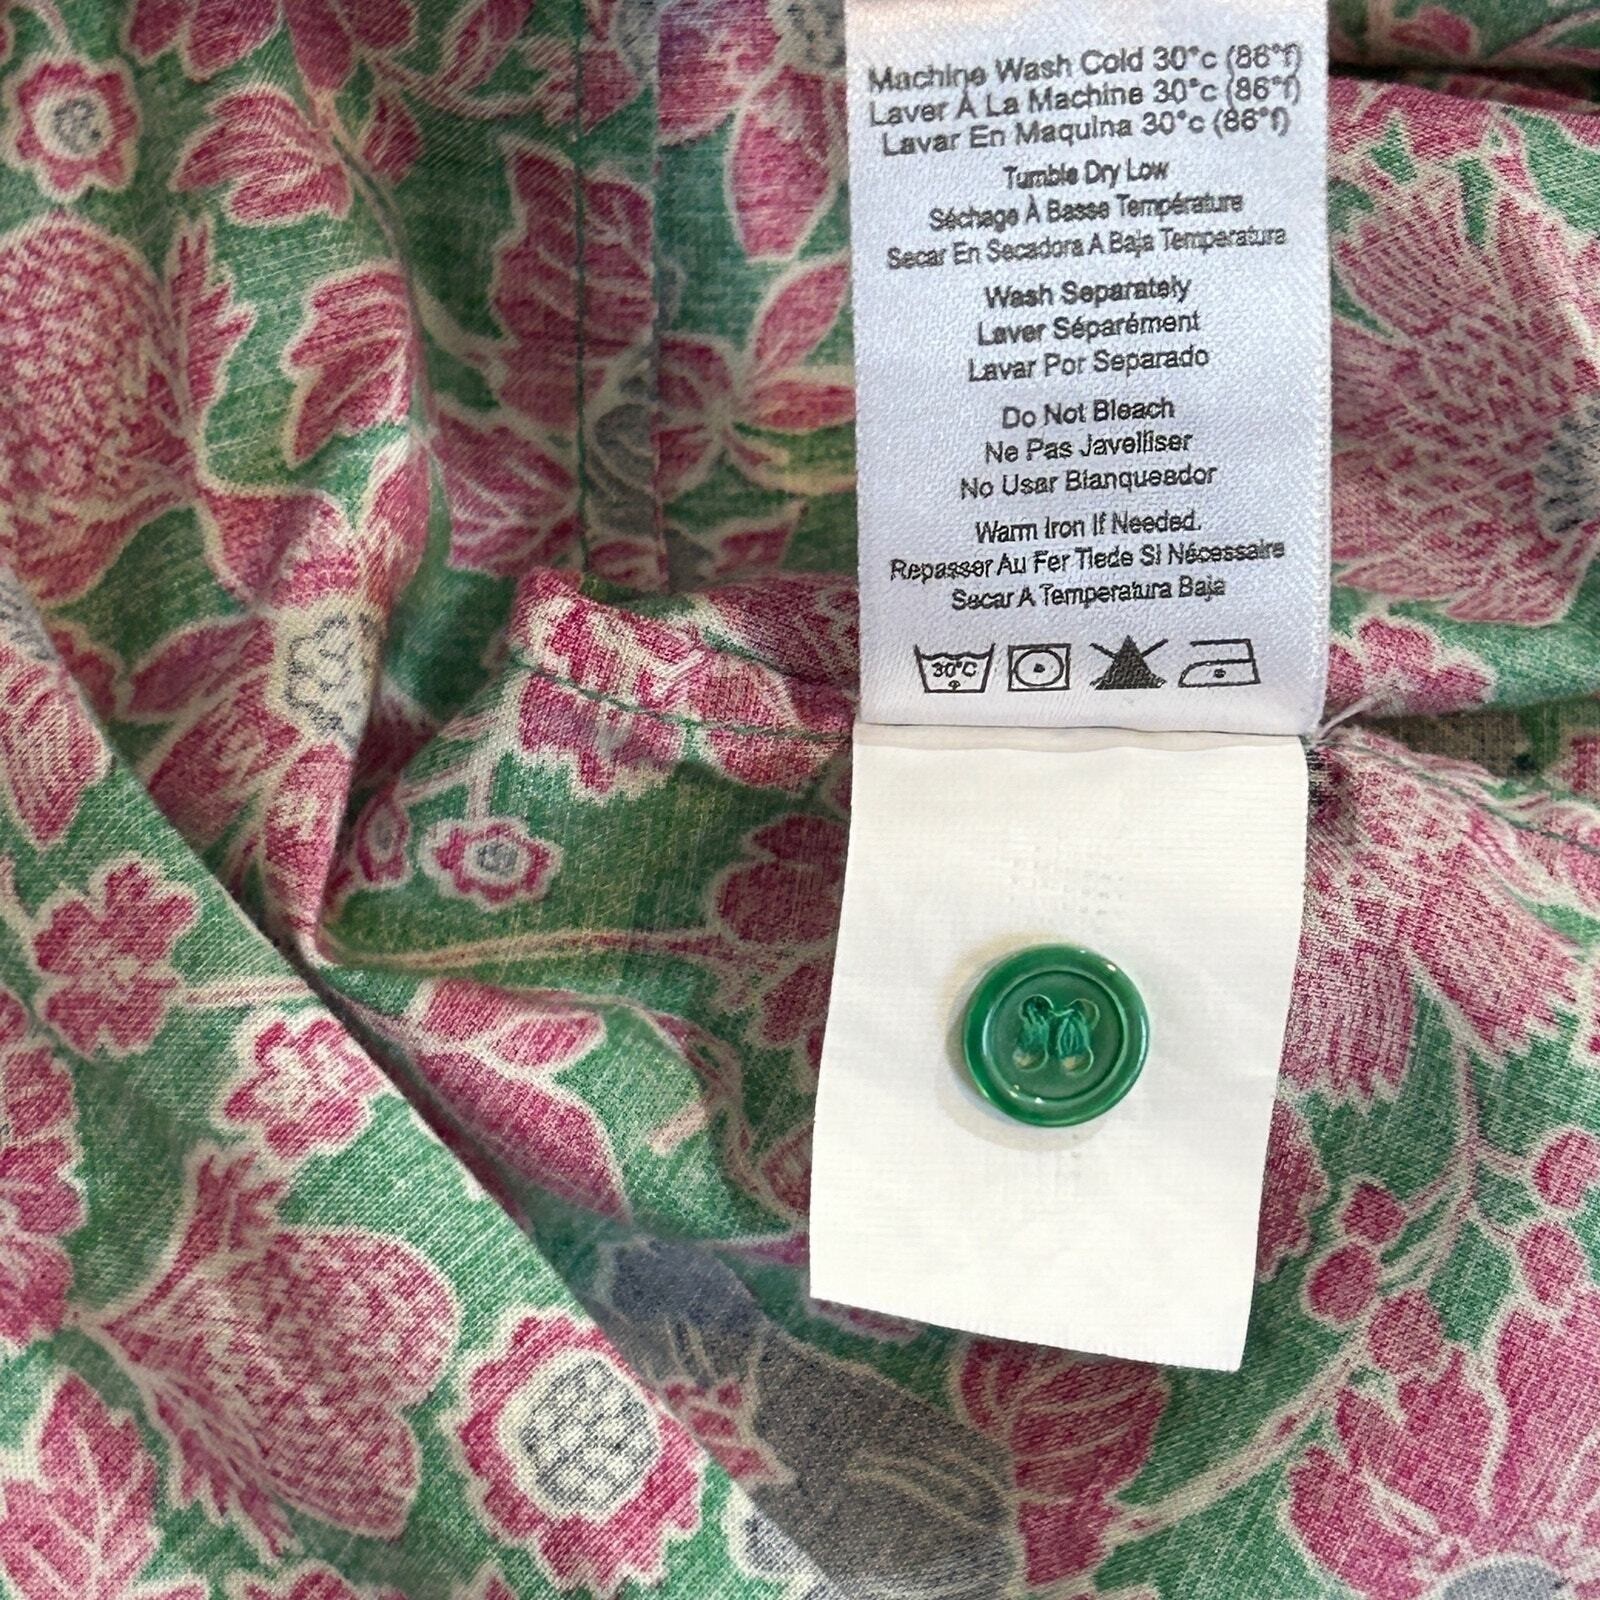 Machine Wash Cold 30°c (86°f)
Laver À La Machine 30°c (86°f)
Lavar En Maquina 30°c (86°f)
Tumble Dry Low
Séchage À Basse Température
Secar En Secadora A Baja Temperatura
Wash Separately
Laver Séparément
Lavar Por Separado
Do Not Bleach
Ne Pas Javelliser
No Usar Blanqueador
Warm Iron If Needed.
Repasser Au Fer Tiede Si Nécessaire
Secar A Temperatura Baja
30°C